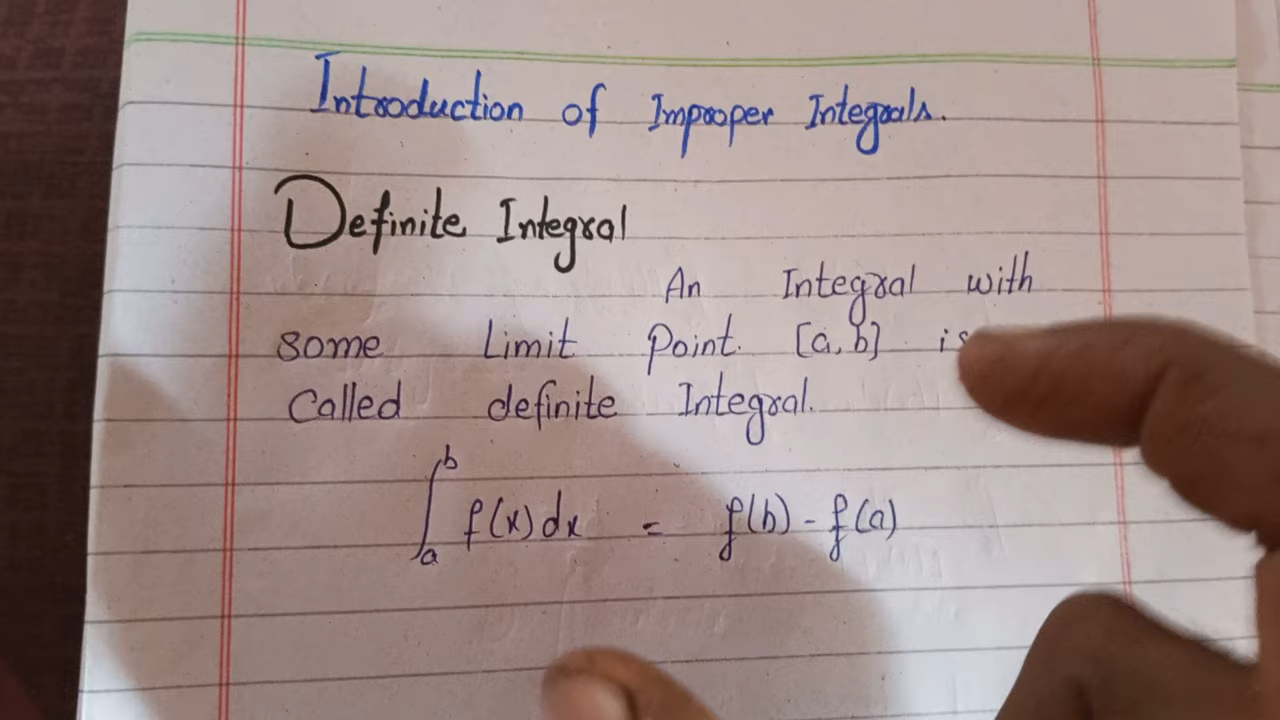 Introduction of Improper Integrals.
Definite Integral
An Integral with
some Limit Point. [a,b] is
Called definite Integral.
∫_a^b f(x)dx = f(b) - f(a)